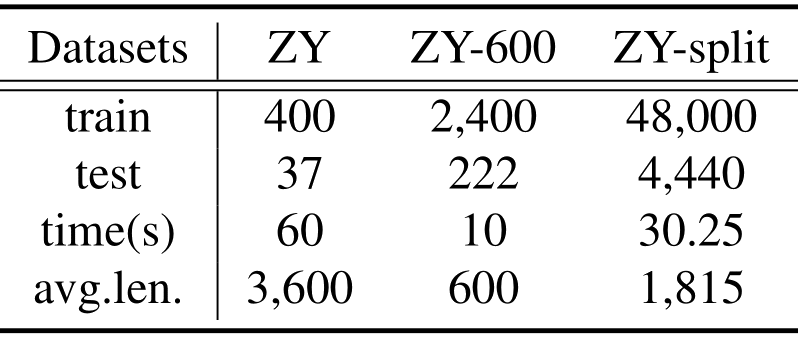 Datasets ZY ZY-600 ZY-split
train 400 2,400 48,000
test 37 222 4,440
time(s) 60 10 30.25
avg.len. 3,600 600 1,815